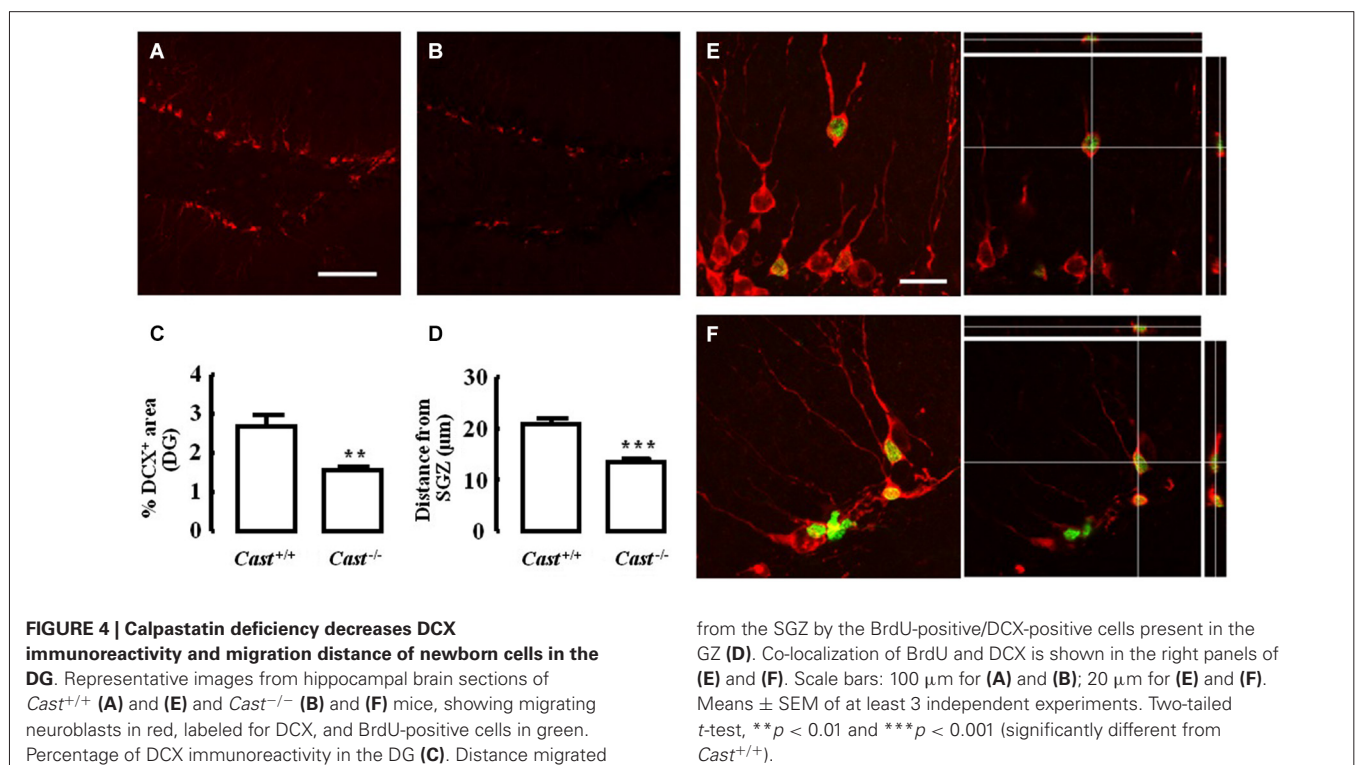 A
B
E
C
D
F
% DCX⁺ area
(DG)
4
3
2
1
0
**
Cast+/+
Cast-/-
Distance from
SGZ (µm)
30
20
10
0
***
Cast+/+
Cast-/-
FIGURE 4 | Calpastatin deficiency decreases DCX
immunoreactivity and migration distance of newborn cells in the
DG. Representative images from hippocampal brain sections of
Cast+/+ (A) and (E) and Cast−/− (B) and (F) mice, showing migrating
neuroblasts in red, labeled for DCX, and BrdU-positive cells in green.
Percentage of DCX immunoreactivity in the DG (C). Distance migrated
from the SGZ by the BrdU-positive/DCX-positive cells present in the
GZ (D). Co-localization of BrdU and DCX is shown in the right panels of
(E) and (F). Scale bars: 100 µm for (A) and (B); 20 µm for (E) and (F).
Means ± SEM of at least 3 independent experiments. Two-tailed
t-test, **p < 0.01 and ***p < 0.001 (significantly different from
Cast+/+).